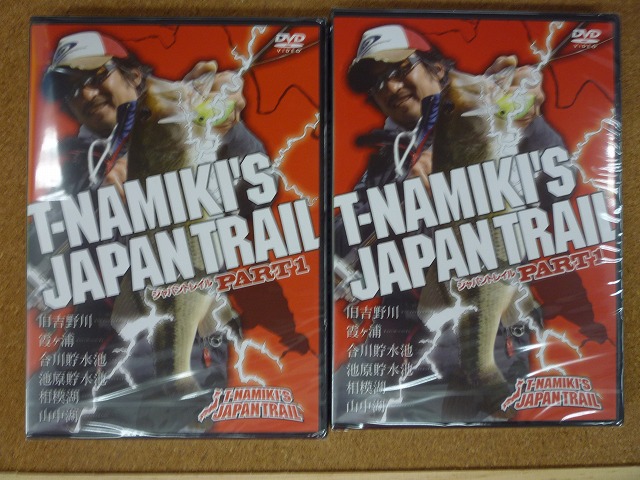 DVD
VIDEO
T-NAMIKI'S
JAPAN TRAIL
ジャパントレイル PART 1
旧吉野川
霞ヶ浦
合川貯水池
池原貯水池
相模湖
山中湖
T-NAMIKI'S
JAPAN TRAIL
DVD
VIDEO
T-NAMIKI'S
JAPAN TRAIL
ジャパントレイル PART 1
旧吉野川
霞ヶ浦
合川貯水池
池原貯水池
相模湖
山中湖
T-NAMIKI'S
JAPAN TRAIL